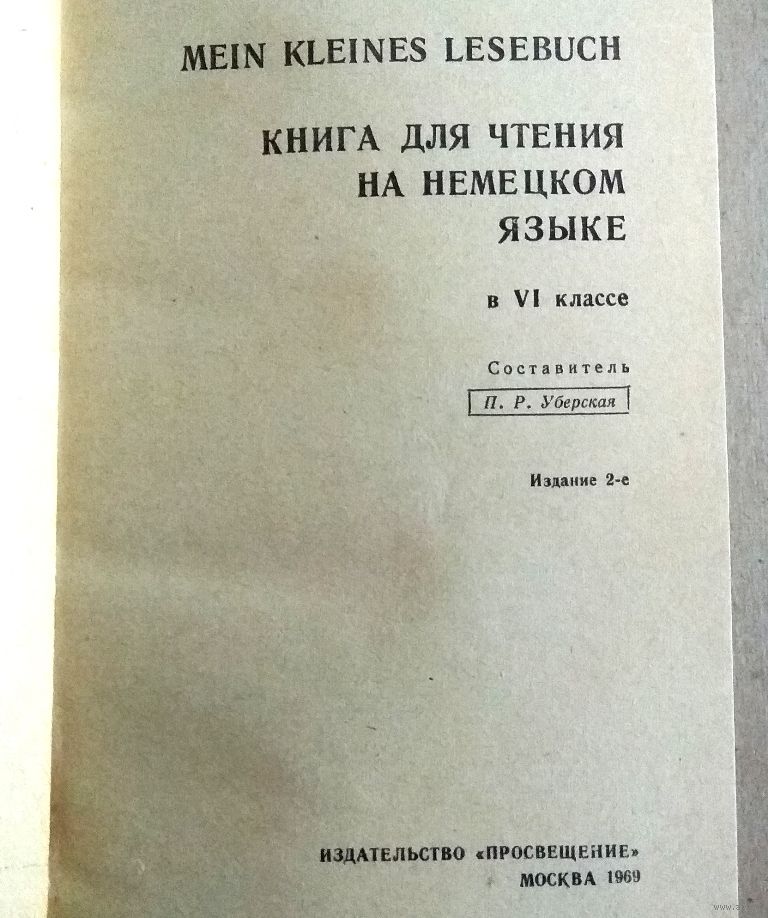 MEIN KLEINES LESEBUCH
КНИГА ДЛЯ ЧТЕНИЯ
НА НЕМЕЦКОМ
ЯЗЫКЕ
в VI классе
Составитель
П. Р. Уберская
Издание 2-е
ИЗДАТЕЛЬСТВО «ПРОСВЕЩЕНИЕ»
МОСКВА 1969